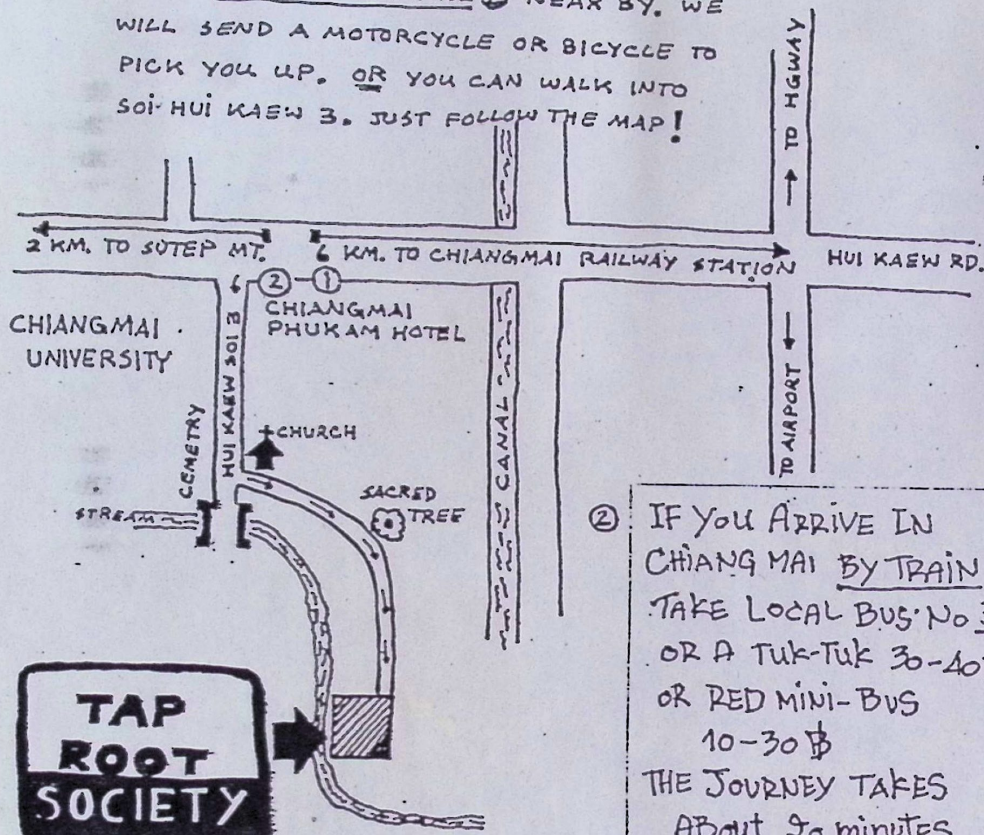 NEAR BY. WE
WILL SEND A MOTORCYCLE OR BICYCLE TO
PICK YOU UP. OR YOU CAN WALK INTO
SOi-HUI KAEW 3. JUST FOLLOW THE MAP!
TO HGWAY
2 KM. TO SUTEP MT.
6 KM. TO CHIANGMAI RAILWAY STATION
HUI KAEW RD.
② ①
CHIANGMAI
PHUKAM HOTEL
CHIANGMAI
UNIVERSITY
HUI KAEW SOI 3
CEMETRY
CHURCH
CANAL
TO AIRPORT
SACRED
TREE
STREAM
TAP
ROOT
SOCIETY
② IF YOU ARRIVE IN
CHIANG MAI BY TRAIN
TAKE LOCAL BUS No
OR A TUK-TUK 30-40
OR RED MiNi-BUS
10-30 ฿
THE JOURNEY TAKES
ABout minutes